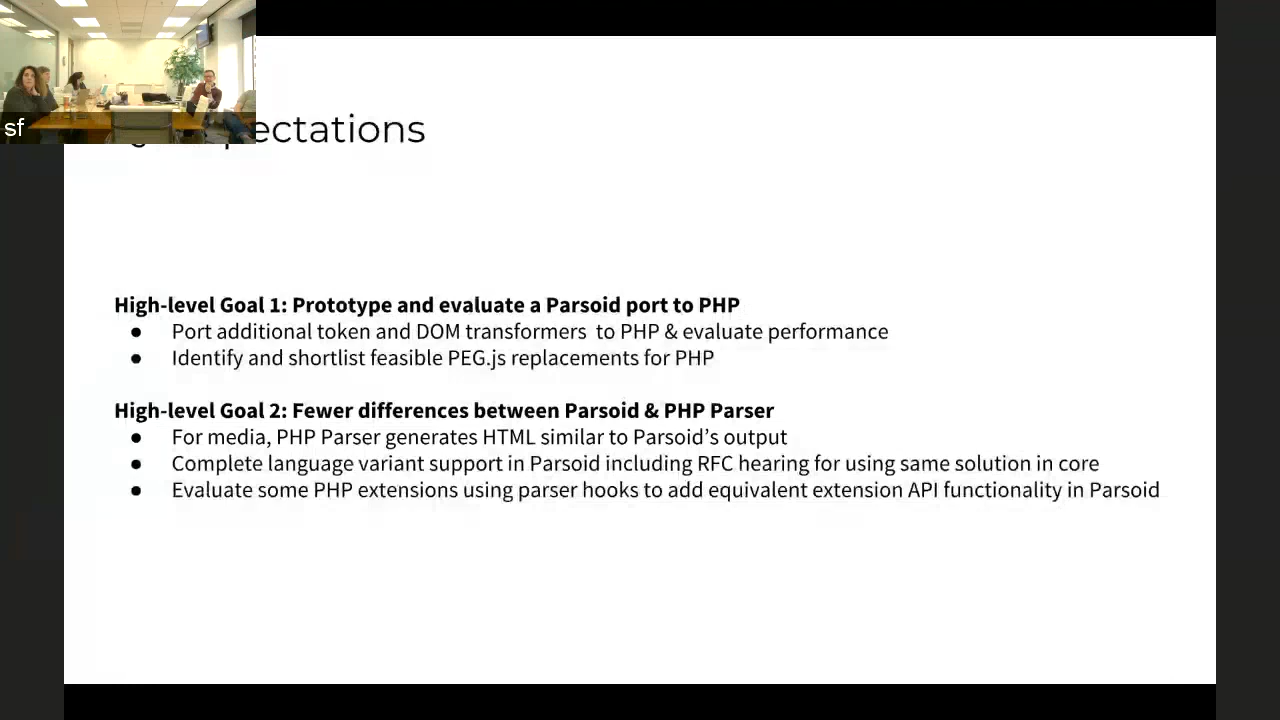 sf
ectations
High-level Goal 1: Prototype and evaluate a Parsoid port to PHP
● Port additional token and DOM transformers to PHP & evaluate performance
● Identify and shortlist feasible PEG.js replacements for PHP
High-level Goal 2: Fewer differences between Parsoid & PHP Parser
● For media, PHP Parser generates HTML similar to Parsoid’s output
● Complete language variant support in Parsoid including RFC hearing for using same solution in core
● Evaluate some PHP extensions using parser hooks to add equivalent extension API functionality in Parsoid